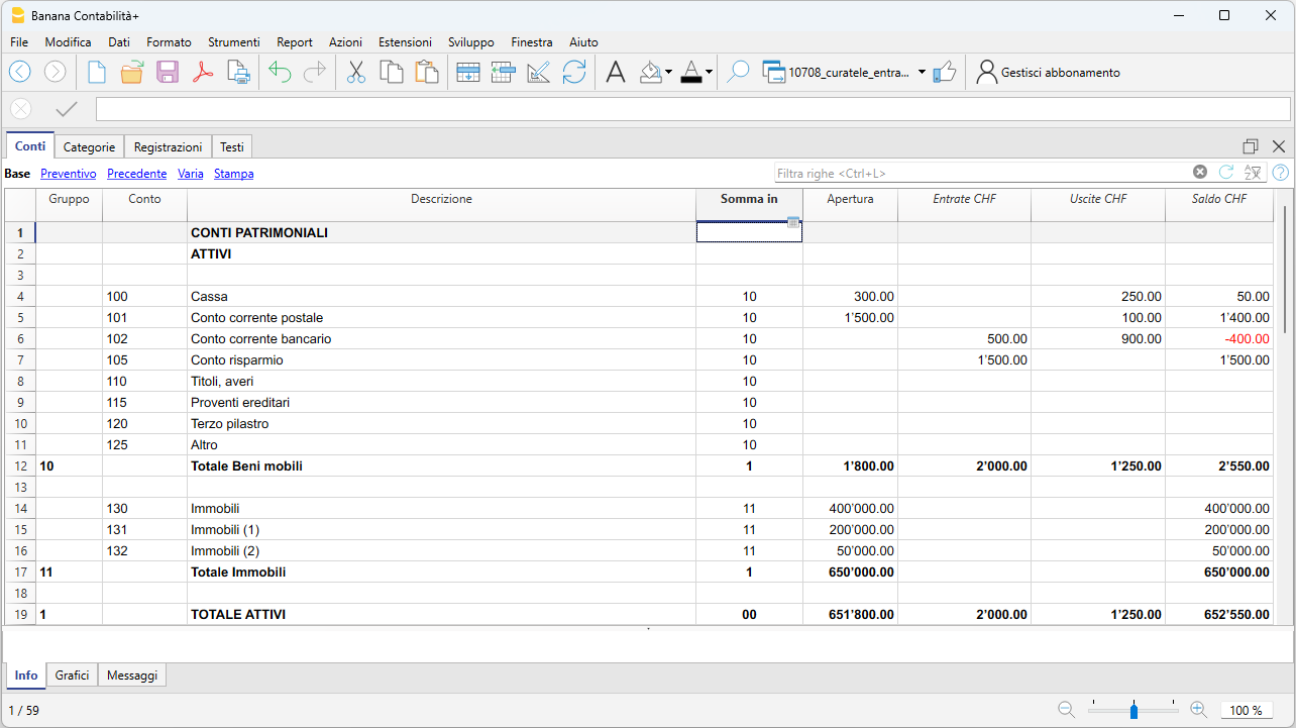 Banana Contabilità+
File Modifica Dati Formato Strumenti Report Azioni Estensioni Sviluppo Finestra Aiuto
10708_curatele_entra... Gestisci abbonamento
Conti Categorie Registrazioni Testi
Base Preventivo Precedente Varia Stampa Filtra righe <Ctrl+L>
Gruppo Conto Descrizione Somma in Apertura Entrate CHF Uscite CHF Saldo CHF
1 CONTI PATRIMONIALI
2 ATTIVI
3
4 100 Cassa 10 300.00 250.00 50.00
5 101 Conto corrente postale 10 1'500.00 100.00 1'400.00
6 102 Conto corrente bancario 10 500.00 900.00 -400.00
7 105 Conto risparmio 10 1'500.00 1'500.00
8 110 Titoli, averi 10
9 115 Proventi ereditari 10
10 120 Terzo pilastro 10
11 125 Altro 10
12 10 Totale Beni mobili 1 1'800.00 2'000.00 1'250.00 2'550.00
13
14 130 Immobili 11 400'000.00 400'000.00
15 131 Immobili (1) 11 200'000.00 200'000.00
16 132 Immobili (2) 11 50'000.00 50'000.00
17 11 Totale Immobili 1 650'000.00 650'000.00
18
19 1 TOTALE ATTIVI 00 651'800.00 2'000.00 1'250.00 652'550.00
Info Grafici Messaggi
1 / 59 100 %